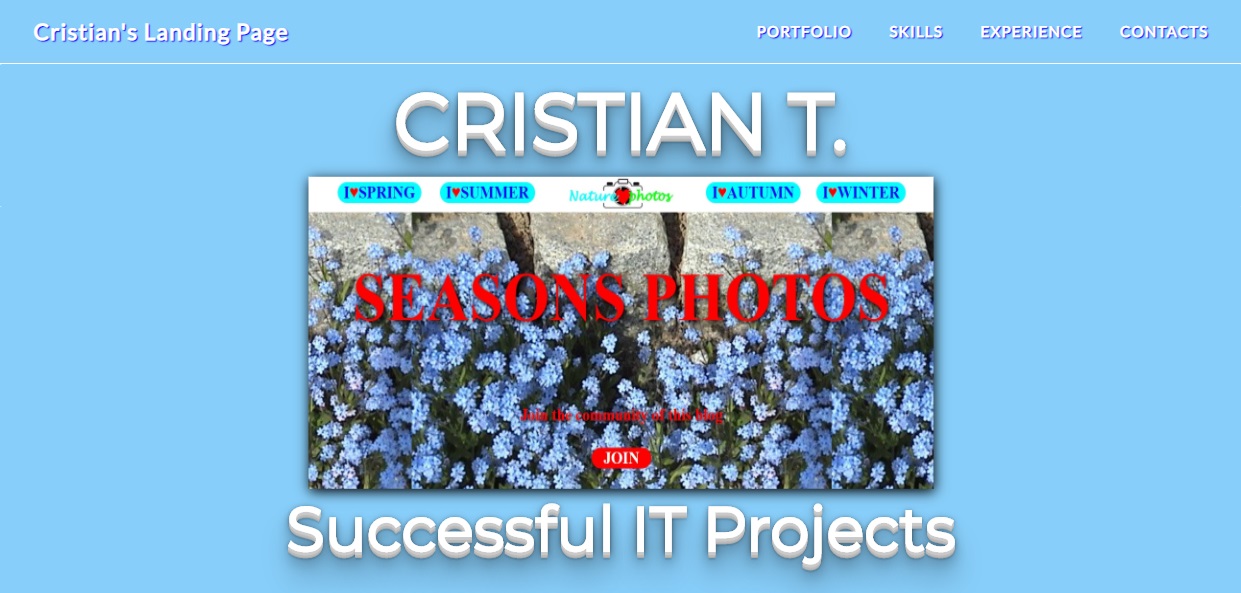 Cristian's Landing Page PORTFOLIO SKILLS EXPERIENCE CONTACTS
CRISTIAN T.
I♥SPRING I♥SUMMER Nature photos I♥AUTUMN I♥WINTER
SEASONS PHOTOS
Join the community of this blog
JOIN
Successful IT Projects